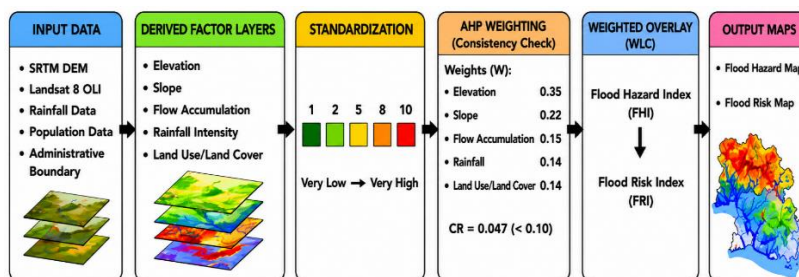 INPUT DATA
• SRTM DEM
• Landsat 8 OLI
• Rainfall Data
• Population Data
• Administrative
Boundary
DERIVED FACTOR LAYERS
• Elevation
• Slope
• Flow Accumulation
• Rainfall Intensity
• Land Use/Land Cover
STANDARDIZATION
1 2 5 8 10
Very Low → Very High
AHP WEIGHTING
(Consistency Check)
Weights (W):
• Elevation 0.35
• Slope 0.22
• Flow Accumulation 0.15
• Rainfall 0.14
• Land Use/Land Cover 0.14
CR = 0.047 (< 0.10)
WEIGHTED OVERLAY
(WLC)
Flood Hazard Index
(FHI)
Flood Risk Index
(FRI)
OUTPUT MAPS
• Flood Hazard Map
• Flood Risk Map